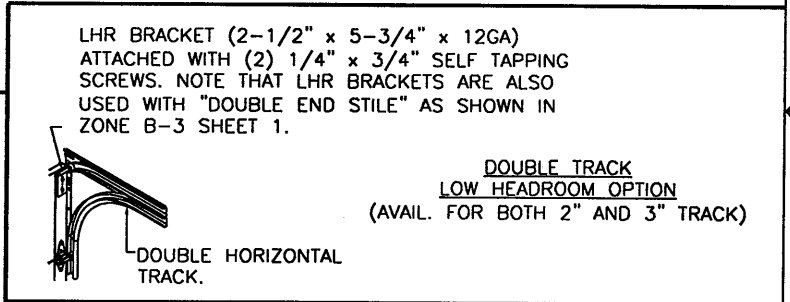 LHR BRACKET (2-1/2" x 5-3/4" x 12GA)
ATTACHED WITH (2) 1/4" x 3/4" SELF TAPPING
SCREWS. NOTE THAT LHR BRACKETS ARE ALSO
USED WITH "DOUBLE END STILE" AS SHOWN IN
ZONE B-3 SHEET 1.
DOUBLE TRACK
LOW HEADROOM OPTION
(AVAIL. FOR BOTH 2" AND 3" TRACK)
DOUBLE HORIZONTAL
TRACK.